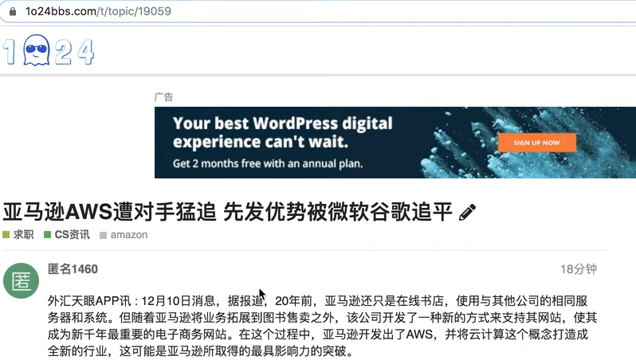 1o24bbs.com/t/topic/19059
1 24
广告
Your best WordPress digital
experience can't wait.
Get 2 months free with an annual plan.
SIGN UP NOW
亚马逊AWS遭对手猛追 先发优势被微软谷歌追平
求职 CS资讯 amazon
匿
匿名1460
18分钟
外汇天眼APP讯 : 12月10日消息，据报道，20年前，亚马逊还只是在线书店，使用与其他公司的相同服
务器和系统。但随着亚马逊将业务拓展到图书售卖之外，该公司开发了一种新的方式来支持其网站，使其
成为新千年最重要的电子商务网站。在这个过程中，亚马逊开发出了AWS，并将云计算这个概念打造成
全新的行业，这可能是亚马逊所取得的最具影响力的突破。